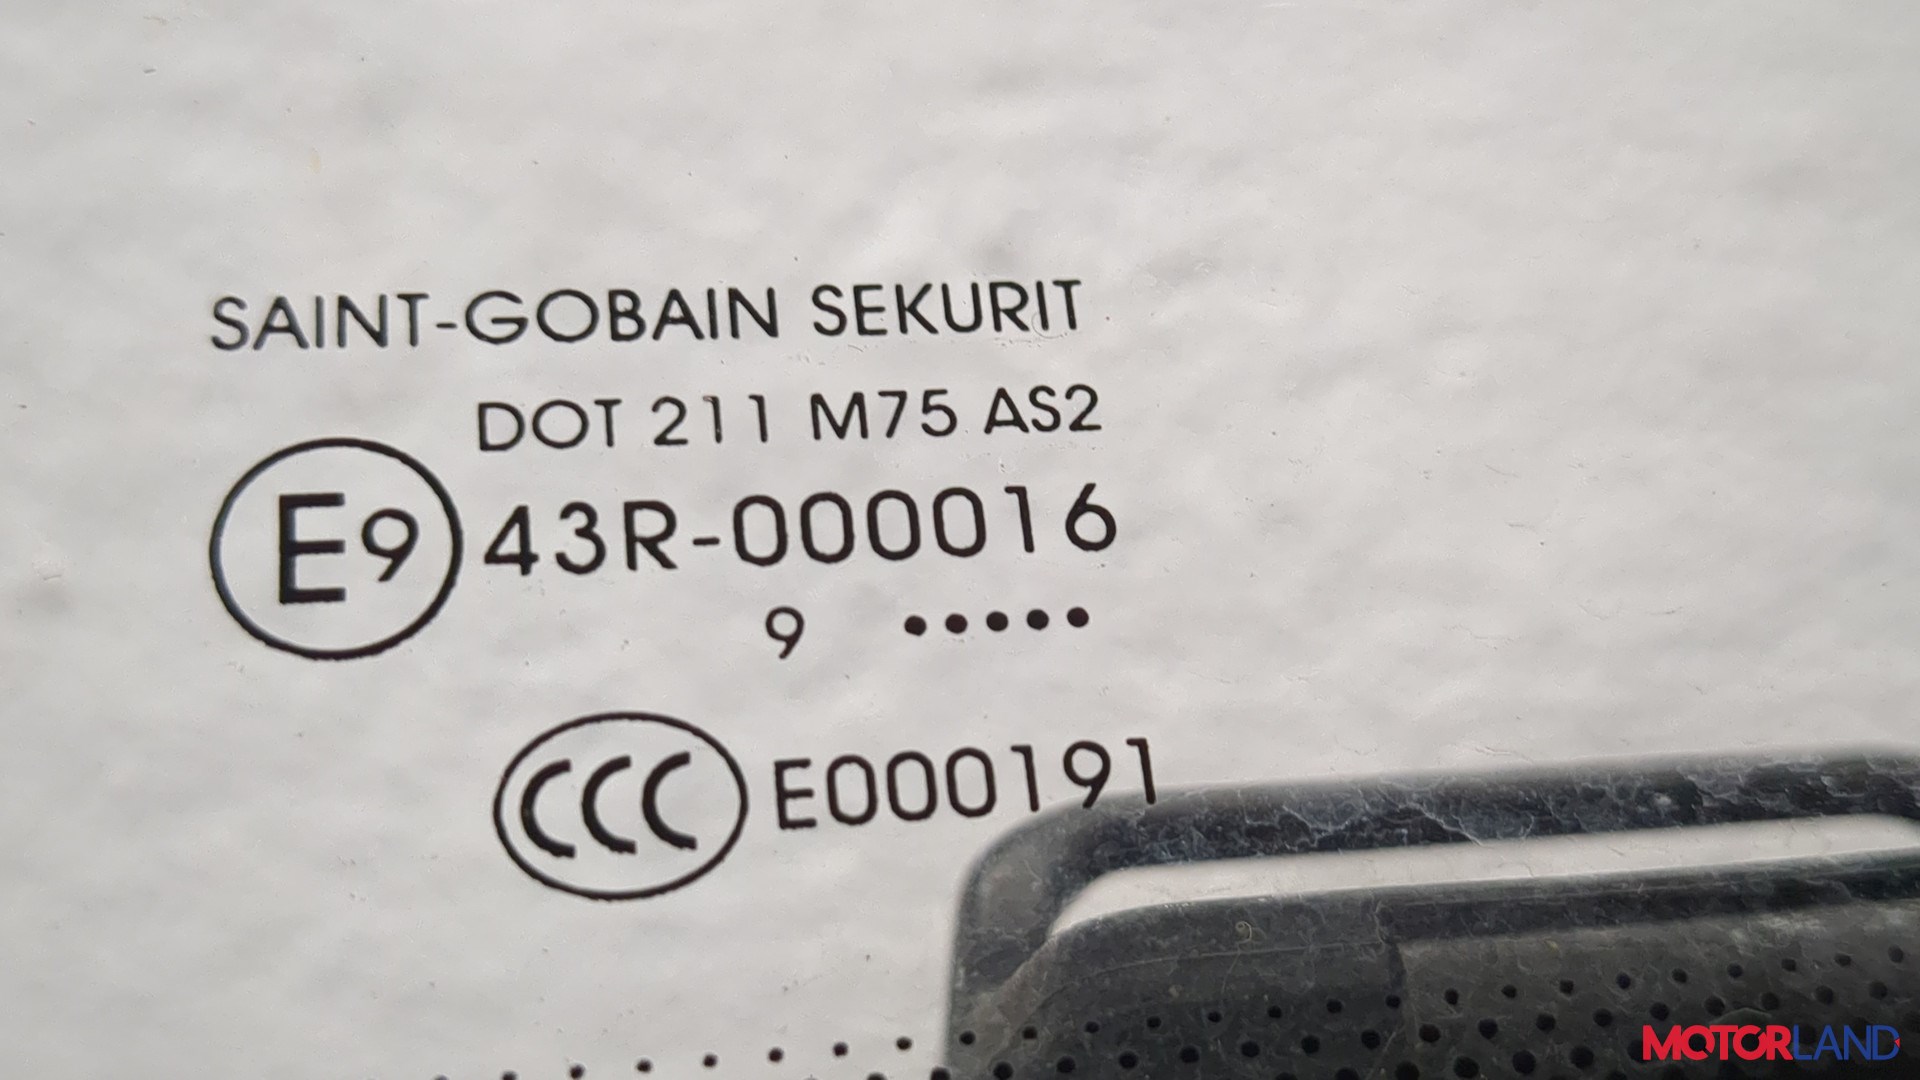 SAINT-GOBAIN SEKURIT
DOT 211 M75 AS2
E9 43R-000016
9 •••••
CCC E000191
MOTORLAND